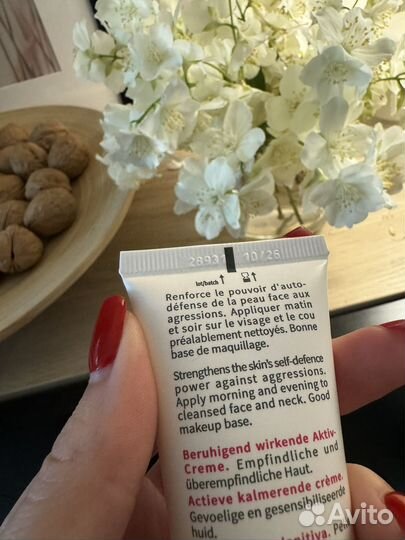 28931 10/26
lot/batch
Renforce le pouvoir d'auto-
défense de la peau face aux
agressions. Appliquer matin
et soir sur le visage et le cou
préalablement nettoyés. Bonne
base de maquillage.
Strengthens the skin's self-defence
power against aggressions.
Apply morning and evening to
cleansed face and neck. Good
makeup base.
Beruhigend wirkende Aktiv-
Creme. Empfindliche und
überempfindliche Haut.
Actieve kalmerende crème.
Gevoelige en gesensibiliseerde
huid.
Avito